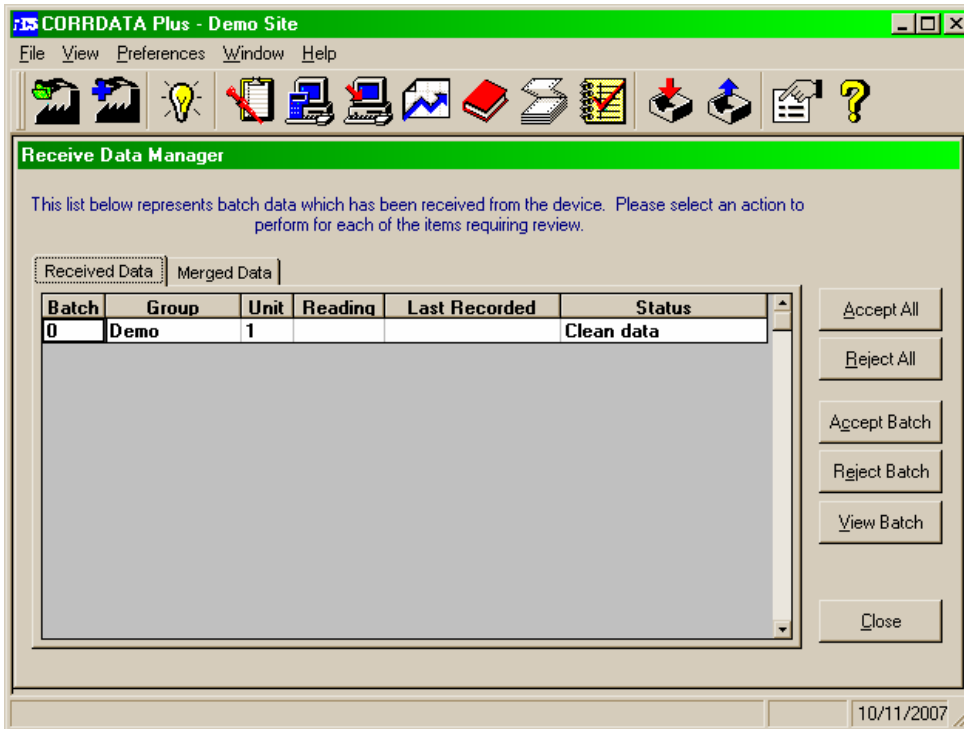 CORRDATA Plus - Demo Site
File View Preferences Window Help
Receive Data Manager
This list below represents batch data which has been received from the device. Please select an action to
perform for each of the items requiring review.
Received Data Merged Data
Batch Group Unit Reading Last Recorded Status
0 Demo 1 Clean data
Accept All
Reject All
Accept Batch
Reject Batch
View Batch
Close
10/11/2007